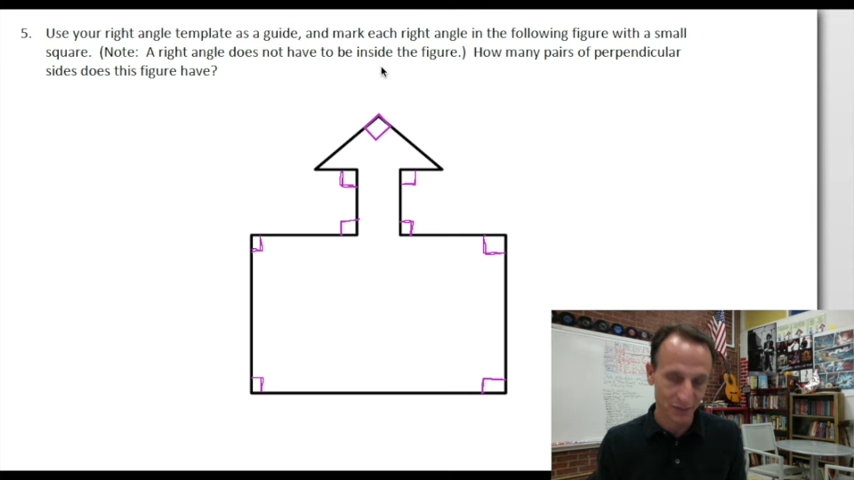 5. Use your right angle template as a guide, and mark each right angle in the following figure with a small
square. (Note: A right angle does not have to be inside the figure.) How many pairs of perpendicular
sides does this figure have?